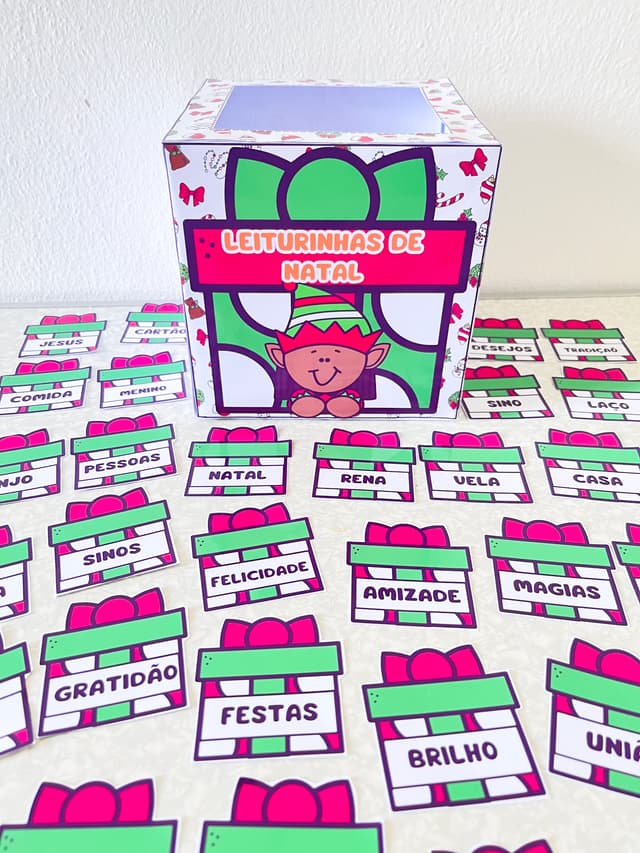 LEITURINHAS DE
NATAL
JESUS
CARTÃO
DESEJOS
TRADIÇÃO
COMIDA
MENINO
SINO
LAÇO
PESSOAS
NATAL
RENA
VELA
CASA
SINOS
FELICIDADE
AMIZADE
MAGIAS
GRATIDÃO
FESTAS
BRILHO